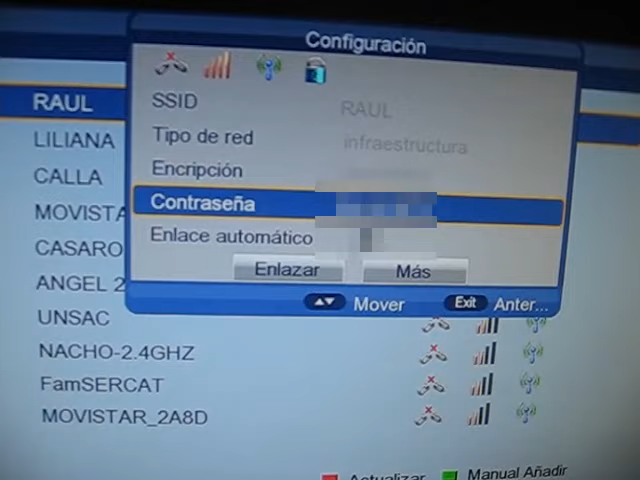 Configuración
SSID RAUL
Tipo de red infraestructura
Encripción
Contraseña
Enlace automático
Enlazar Más
Mover Exit Anter...
RAUL
LILIANA
CALLA
MOVISTA
CASARO
ANGEL 2
UNSAC
NACHO-2.4GHZ
FamSERCAT
MOVISTAR_2A8D
Actualizar Manual Añadir